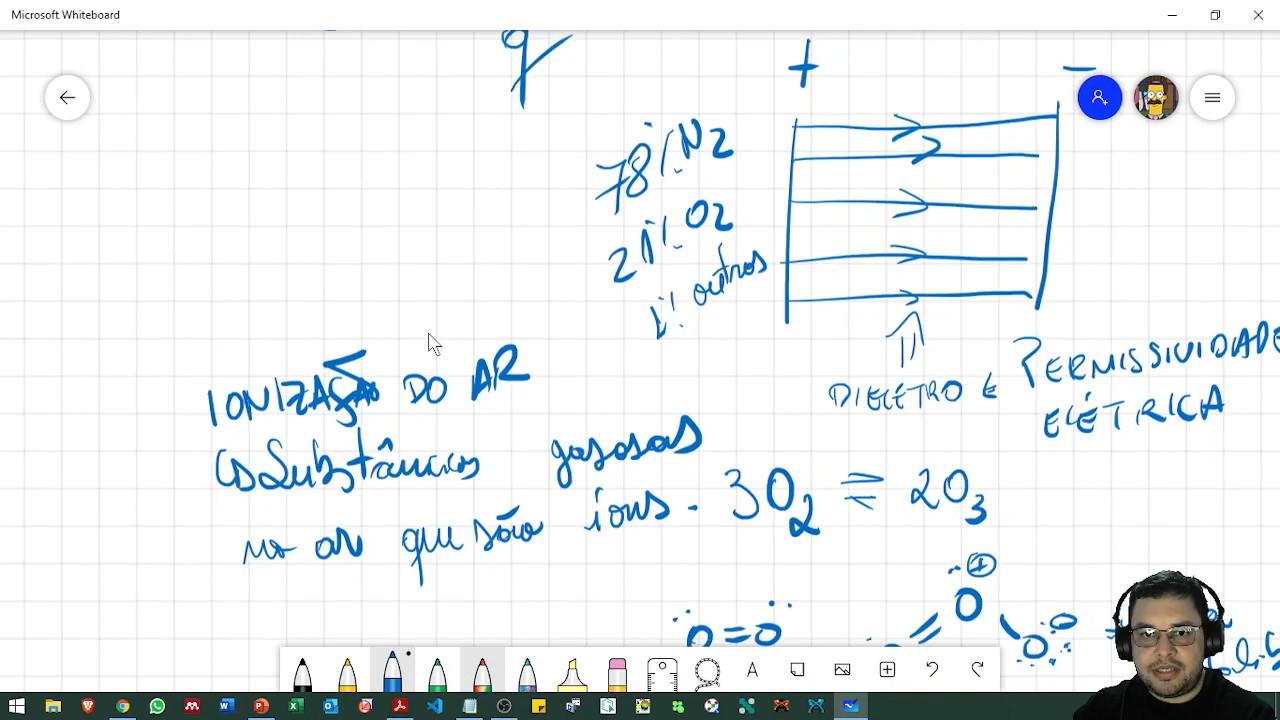 Microsoft Whiteboard
q
+ -
78% N2
21% O2
1% outros
DIELÉTRO E PERMISSIVIDADE
ELÉTRICA
IONIZAÇÃO DO AR
Substâncias gasosas
no ar que são íons.
3O2 ⇌ 2O3
O=O
O
O
A